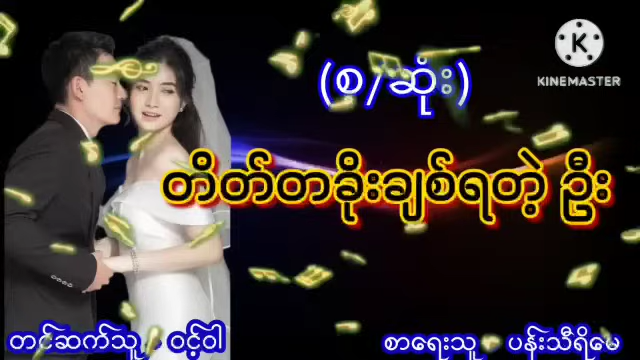 (စ/ဆုံး)
KINEMASTER
တိတ်တခိုးချစ်ရတဲ့ ဦး
တင်ဆက်သူ - ဝင့်ဝါ
စာရေးသူ - ပန်းသီရိမေ